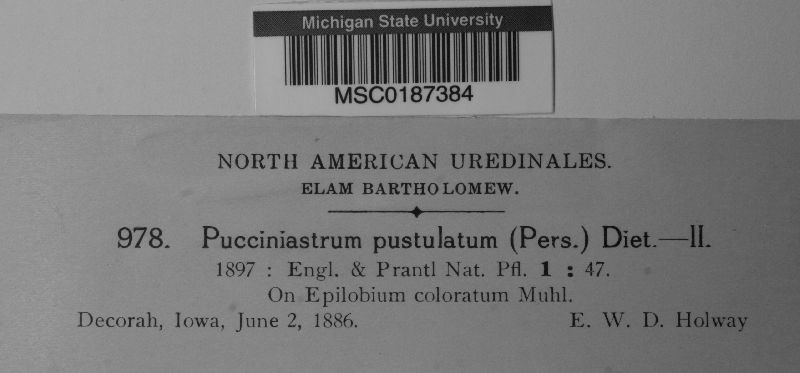 Michigan State University
MSC0187384
NORTH AMERICAN UREDINALES.
ELAM BARTHOLOMEW.
978. Pucciniastrum pustulatum (Pers.) Diet.—II.
1897 : Engl. & Prantl Nat. Pfl. 1 : 47.
On Epilobium coloratum Muhl.
Decorah, Iowa, June 2, 1886. E. W. D. Holway